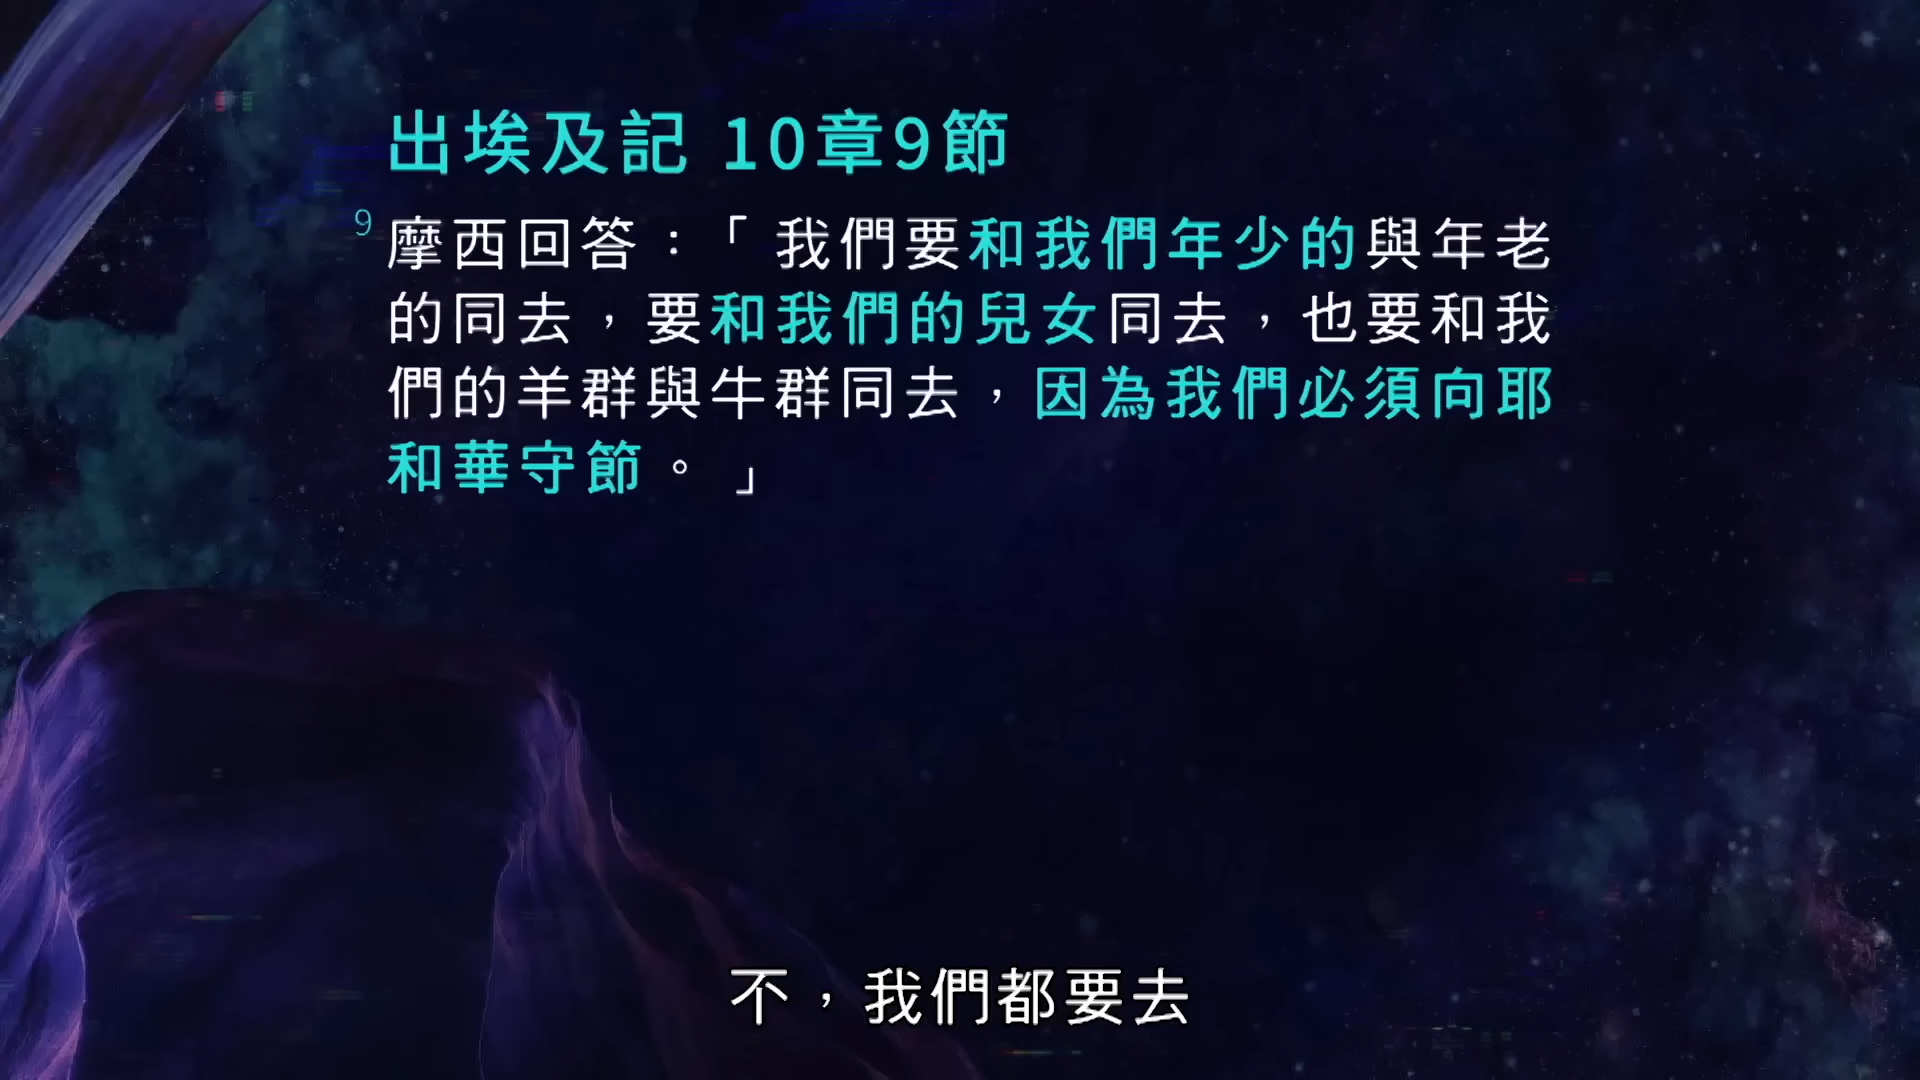 出埃及記 10章9節
9 摩西回答：「我們要和我們年少的與年老
的同去，要和我們的兒女同去，也要和我
們的羊群與牛群同去，因為我們必須向耶
和華守節。」
不，我們都要去